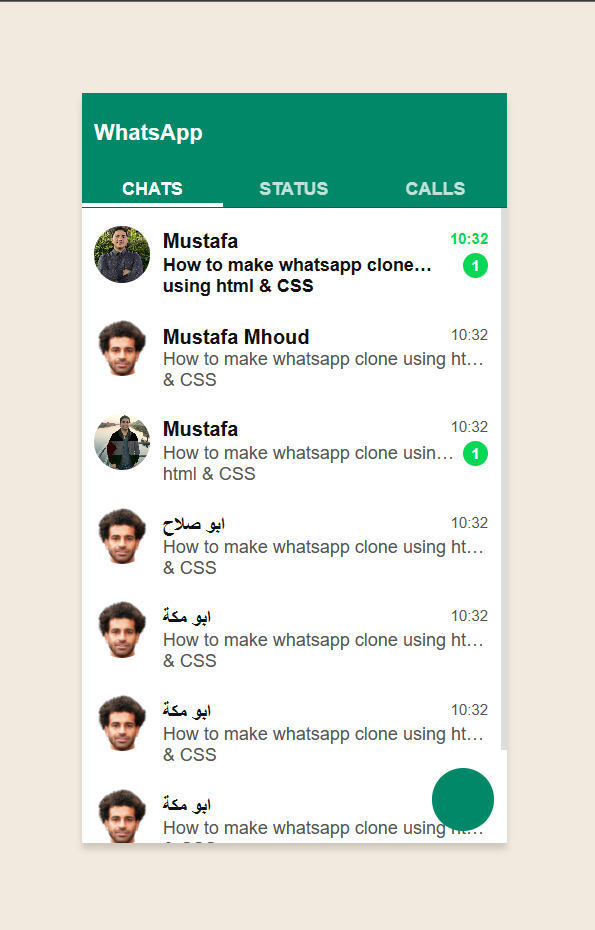 WhatsApp
CHATS STATUS CALLS
Mustafa 10:32
How to make whatsapp clone… 1
using html & CSS
Mustafa Mhoud 10:32
How to make whatsapp clone using ht…
& CSS
Mustafa 10:32
How to make whatsapp clone usin… 1
html & CSS
ابو صلاح 10:32
How to make whatsapp clone using ht…
& CSS
ابو مكة 10:32
How to make whatsapp clone using ht…
& CSS
ابو مكة 10:32
How to make whatsapp clone using ht…
& CSS
ابو مكة
How to make whatsapp clone using ht…